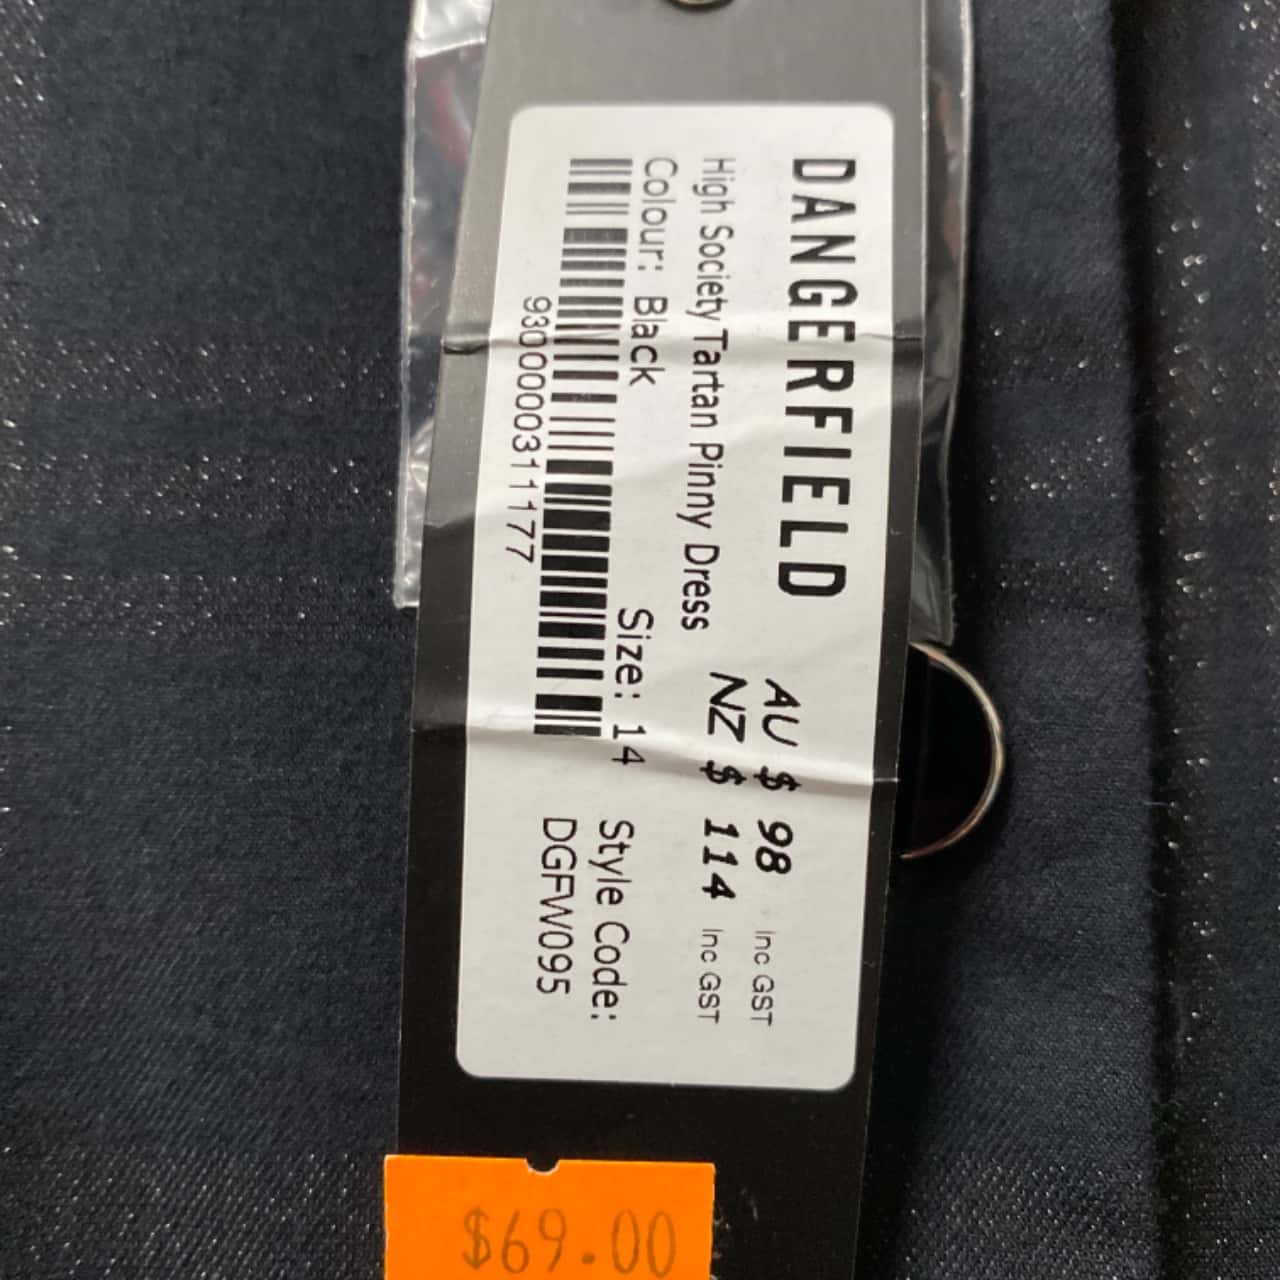 DANGERFIELD
AU $ 98 Inc GST
High Society Tartan Pinny Dress
NZ $ 114 Inc GST
Colour: Black
Size: 14
Style Code:
DGFW095
9300000311177
$69.00